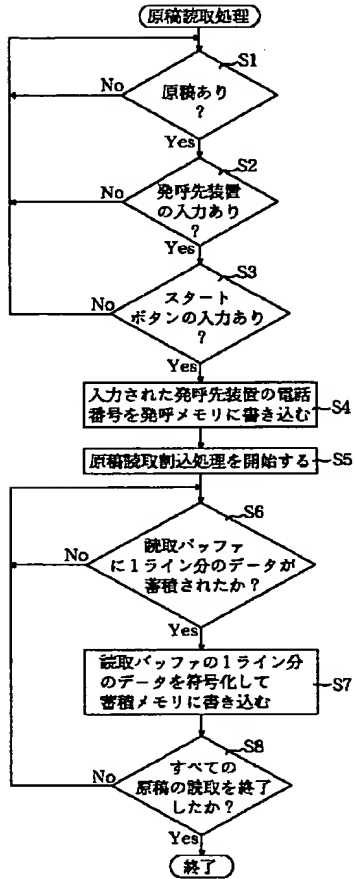 原稿読取処理
S1
No
原稿あり
?
Yes
S2
No
発呼先装置
の入力あり
?
Yes
S3
No
スタート
ボタンの入力あり
?
Yes
入力された発呼先装置の電話
番号を発呼メモリに書き込む
S4
原稿読取割込処理を開始する
S5
S6
No
読取バッファ
に1ライン分のデータが
蓄積されたか?
Yes
読取バッファの1ライン分
のデータを符号化して
蓄積メモリに書き込む
S7
S8
No
すべての
原稿の読取を終了
したか?
Yes
終了